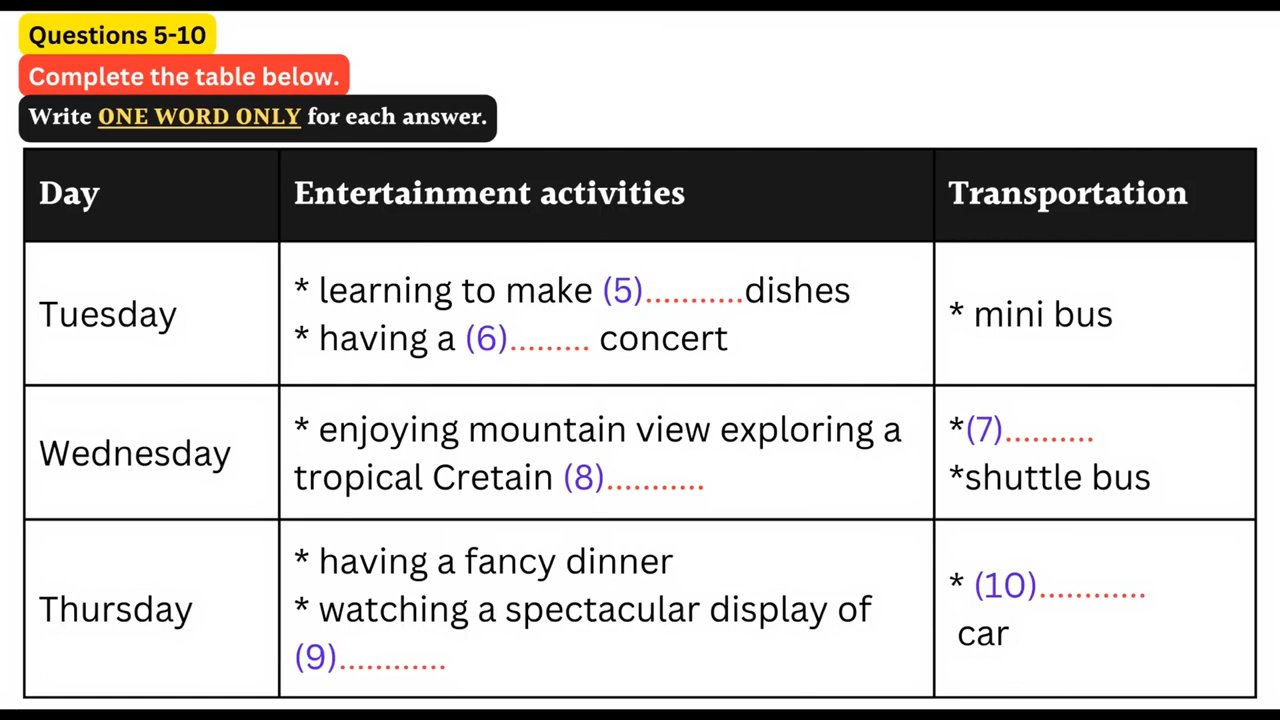 Questions 5-10
Complete the table below.
Write ONE WORD ONLY for each answer.
Day Entertainment activities Transportation
Tuesday
* learning to make (5)...........dishes
* having a (6)......... concert
* mini bus
Wednesday
* enjoying mountain view exploring a
tropical Cretain (8)...........
*(7)..........
*shuttle bus
Thursday
* having a fancy dinner
* watching a spectacular display of
(9)............
* (10)............
car